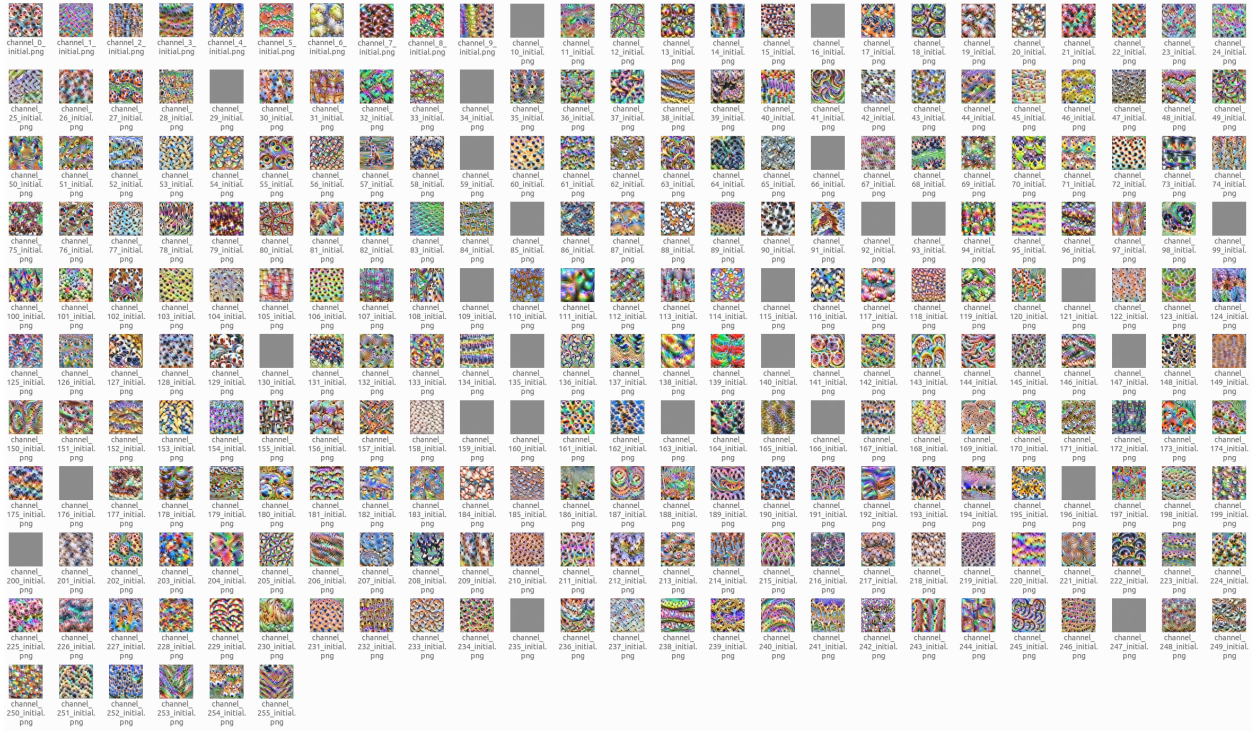 channel_0_initial.png
channel_1_initial.png
channel_2_initial.png
channel_3_initial.png
channel_4_initial.png
channel_5_initial.png
channel_6_initial.png
channel_7_initial.png
channel_8_initial.png
channel_9_initial.png
channel_10_initial.png
channel_11_initial.png
channel_12_initial.png
channel_13_initial.png
channel_14_initial.png
channel_15_initial.png
channel_16_initial.png
channel_17_initial.png
channel_18_initial.png
channel_19_initial.png
channel_20_initial.png
channel_21_initial.png
channel_22_initial.png
channel_23_initial.png
channel_24_initial.png
channel_25_initial.png
channel_26_initial.png
channel_27_initial.png
channel_28_initial.png
channel_29_initial.png
channel_30_initial.png
channel_31_initial.png
channel_32_initial.png
channel_33_initial.png
channel_34_initial.png
channel_35_initial.png
channel_36_initial.png
channel_37_initial.png
channel_38_initial.png
channel_39_initial.png
channel_40_initial.png
channel_41_initial.png
channel_42_initial.png
channel_43_initial.png
channel_44_initial.png
channel_45_initial.png
channel_46_initial.png
channel_47_initial.png
channel_48_initial.png
channel_49_initial.png
channel_50_initial.png
channel_51_initial.png
channel_52_initial.png
channel_53_initial.png
channel_54_initial.png
channel_55_initial.png
channel_56_initial.png
channel_57_initial.png
channel_58_initial.png
channel_59_initial.png
channel_60_initial.png
channel_61_initial.png
channel_62_initial.png
channel_63_initial.png
channel_64_initial.png
channel_65_initial.png
channel_66_initial.png
channel_67_initial.png
channel_68_initial.png
channel_69_initial.png
channel_70_initial.png
channel_71_initial.png
channel_72_initial.png
channel_73_initial.png
channel_74_initial.png
channel_75_initial.png
channel_76_initial.png
channel_77_initial.png
channel_78_initial.png
channel_79_initial.png
channel_80_initial.png
channel_81_initial.png
channel_82_initial.png
channel_83_initial.png
channel_84_initial.png
channel_85_initial.png
channel_86_initial.png
channel_87_initial.png
channel_88_initial.png
channel_89_initial.png
channel_90_initial.png
channel_91_initial.png
channel_92_initial.png
channel_93_initial.png
channel_94_initial.png
channel_95_initial.png
channel_96_initial.png
channel_97_initial.png
channel_98_initial.png
channel_99_initial.png
channel_100_initial.png
channel_101_initial.png
channel_102_initial.png
channel_103_initial.png
channel_104_initial.png
channel_105_initial.png
channel_106_initial.png
channel_107_initial.png
channel_108_initial.png
channel_109_initial.png
channel_110_initial.png
channel_111_initial.png
channel_112_initial.png
channel_113_initial.png
channel_114_initial.png
channel_115_initial.png
channel_116_initial.png
channel_117_initial.png
channel_118_initial.png
channel_119_initial.png
channel_120_initial.png
channel_121_initial.png
channel_122_initial.png
channel_123_initial.png
channel_124_initial.png
channel_125_initial.png
channel_126_initial.png
channel_127_initial.png
channel_128_initial.png
channel_129_initial.png
channel_130_initial.png
channel_131_initial.png
channel_132_initial.png
channel_133_initial.png
channel_134_initial.png
channel_135_initial.png
channel_136_initial.png
channel_137_initial.png
channel_138_initial.png
channel_139_initial.png
channel_140_initial.png
channel_141_initial.png
channel_142_initial.png
channel_143_initial.png
channel_144_initial.png
channel_145_initial.png
channel_146_initial.png
channel_147_initial.png
channel_148_initial.png
channel_149_initial.png
channel_150_initial.png
channel_151_initial.png
channel_152_initial.png
channel_153_initial.png
channel_154_initial.png
channel_155_initial.png
channel_156_initial.png
channel_157_initial.png
channel_158_initial.png
channel_159_initial.png
channel_160_initial.png
channel_161_initial.png
channel_162_initial.png
channel_163_initial.png
channel_164_initial.png
channel_165_initial.png
channel_166_initial.png
channel_167_initial.png
channel_168_initial.png
channel_169_initial.png
channel_170_initial.png
channel_171_initial.png
channel_172_initial.png
channel_173_initial.png
channel_174_initial.png
channel_175_initial.png
channel_176_initial.png
channel_177_initial.png
channel_178_initial.png
channel_179_initial.png
channel_180_initial.png
channel_181_initial.png
channel_182_initial.png
channel_183_initial.png
channel_184_initial.png
channel_185_initial.png
channel_186_initial.png
channel_187_initial.png
channel_188_initial.png
channel_189_initial.png
channel_190_initial.png
channel_191_initial.png
channel_192_initial.png
channel_193_initial.png
channel_194_initial.png
channel_195_initial.png
channel_196_initial.png
channel_197_initial.png
channel_198_initial.png
channel_199_initial.png
channel_200_initial.png
channel_201_initial.png
channel_202_initial.png
channel_203_initial.png
channel_204_initial.png
channel_205_initial.png
channel_206_initial.png
channel_207_initial.png
channel_208_initial.png
channel_209_initial.png
channel_210_initial.png
channel_211_initial.png
channel_212_initial.png
channel_213_initial.png
channel_214_initial.png
channel_215_initial.png
channel_216_initial.png
channel_217_initial.png
channel_218_initial.png
channel_219_initial.png
channel_220_initial.png
channel_221_initial.png
channel_222_initial.png
channel_223_initial.png
channel_224_initial.png
channel_225_initial.png
channel_226_initial.png
channel_227_initial.png
channel_228_initial.png
channel_229_initial.png
channel_230_initial.png
channel_231_initial.png
channel_232_initial.png
channel_233_initial.png
channel_234_initial.png
channel_235_initial.png
channel_236_initial.png
channel_237_initial.png
channel_238_initial.png
channel_239_initial.png
channel_240_initial.png
channel_241_initial.png
channel_242_initial.png
channel_243_initial.png
channel_244_initial.png
channel_245_initial.png
channel_246_initial.png
channel_247_initial.png
channel_248_initial.png
channel_249_initial.png
channel_250_initial.png
channel_251_initial.png
channel_252_initial.png
channel_253_initial.png
channel_254_initial.png
channel_255_initial.png